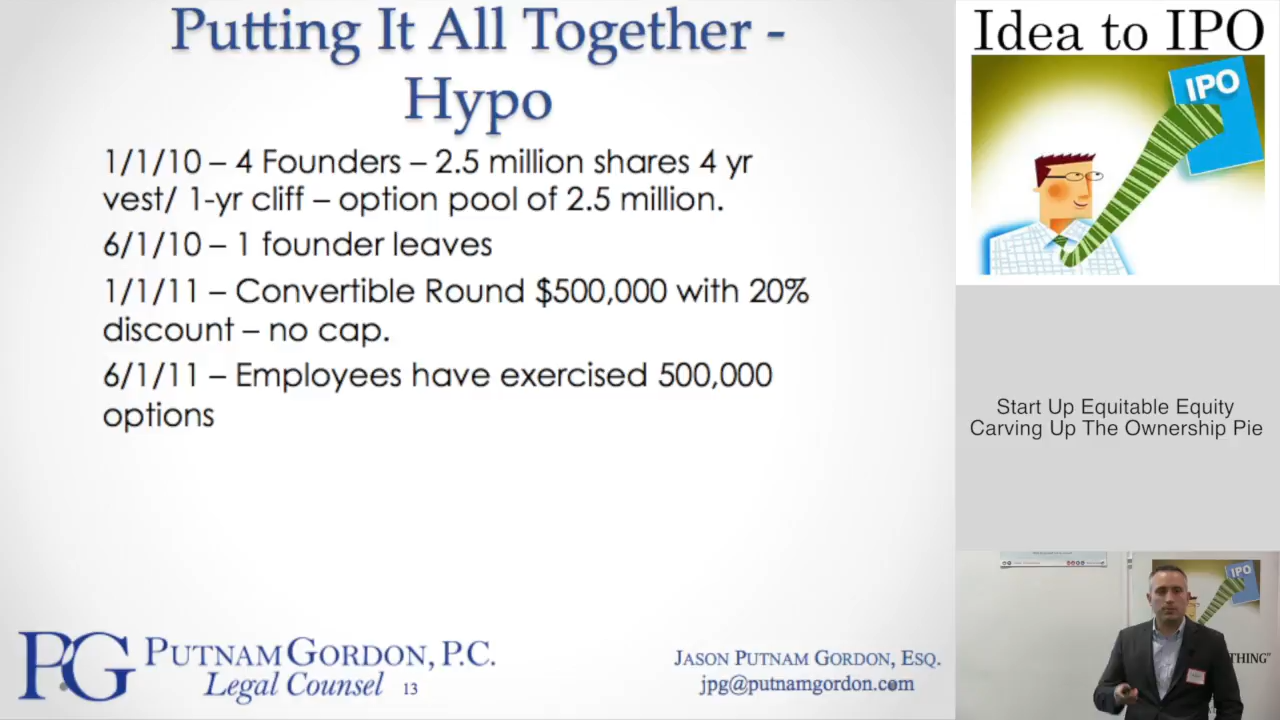 Putting It All Together -
Hypo
1/1/10 – 4 Founders – 2.5 million shares 4 yr
vest/ 1-yr cliff – option pool of 2.5 million.
6/1/10 – 1 founder leaves
1/1/11 – Convertible Round $500,000 with 20%
discount – no cap.
6/1/11 – Employees have exercised 500,000
options
PG PUTNAM GORDON, P.C.
Legal Counsel 13
JASON PUTNAM GORDON, ESQ.
jpg@putnamgordon.com
Idea to IPO
IPO
Start Up Equitable Equity
Carving Up The Ownership Pie
IPO
THING"